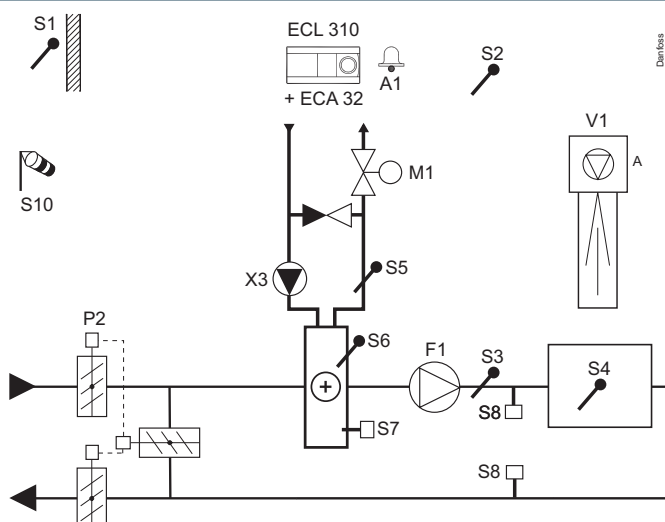 S1
ECL 310
A1
+ ECA 32
S2
Danfoss
V1
A
S10
M1
X3
S5
P2
S6
F1
S3
S4
S8
S7
S8